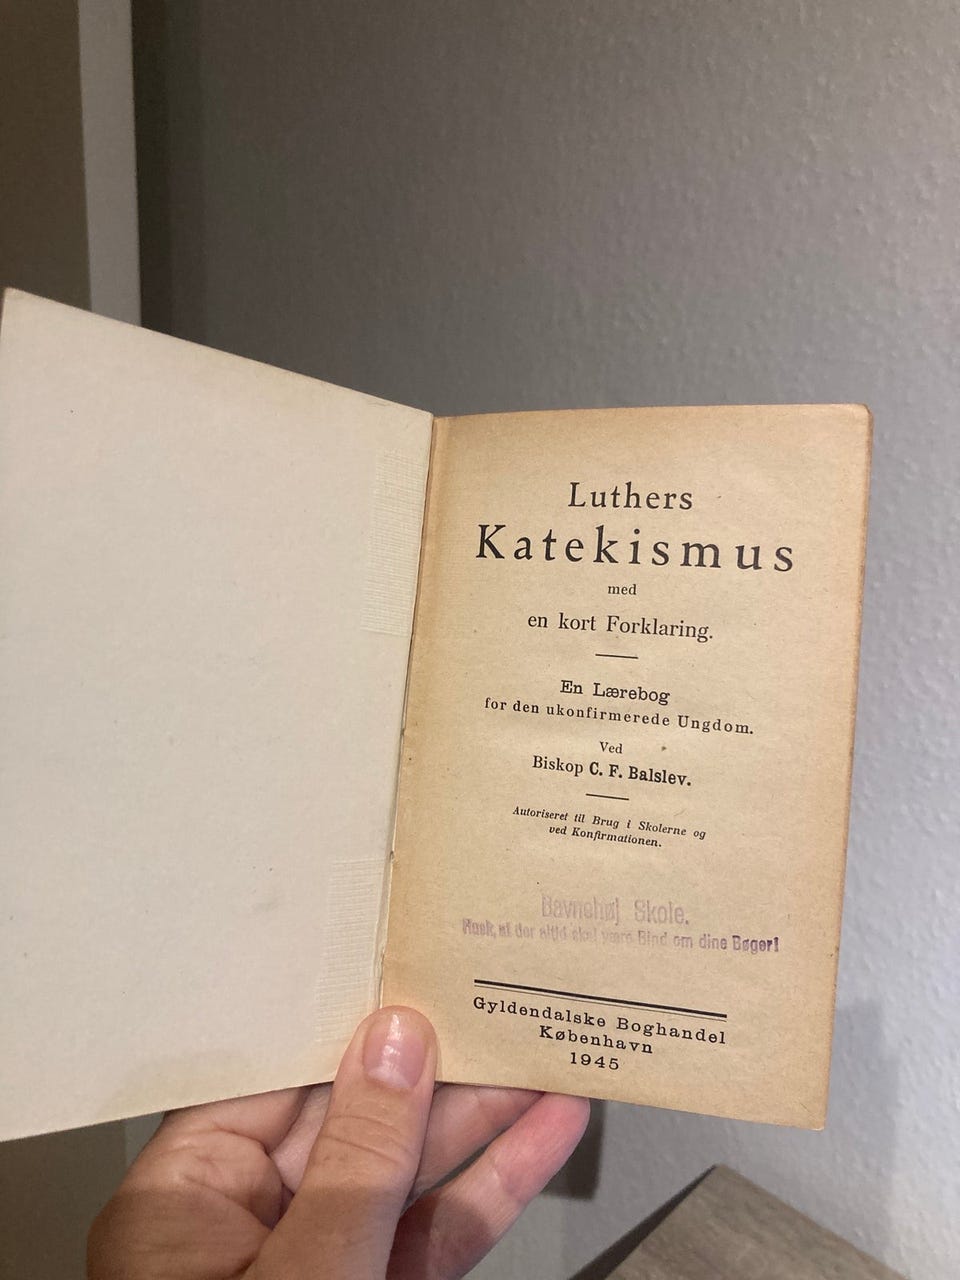 Luthers
Katekismus
med
en kort Forklaring.
En Lærebog
for den ukonfirmerede Ungdom.
Ved
Biskop C. F. Balslev.
Autoriseret til Brug i Skolerne og
ved Konfirmationen.
Bavnehøj Skole.
Husk, at der altid skal være Bind om dine Bøger!
Gyldendalske Boghandel
København
1945